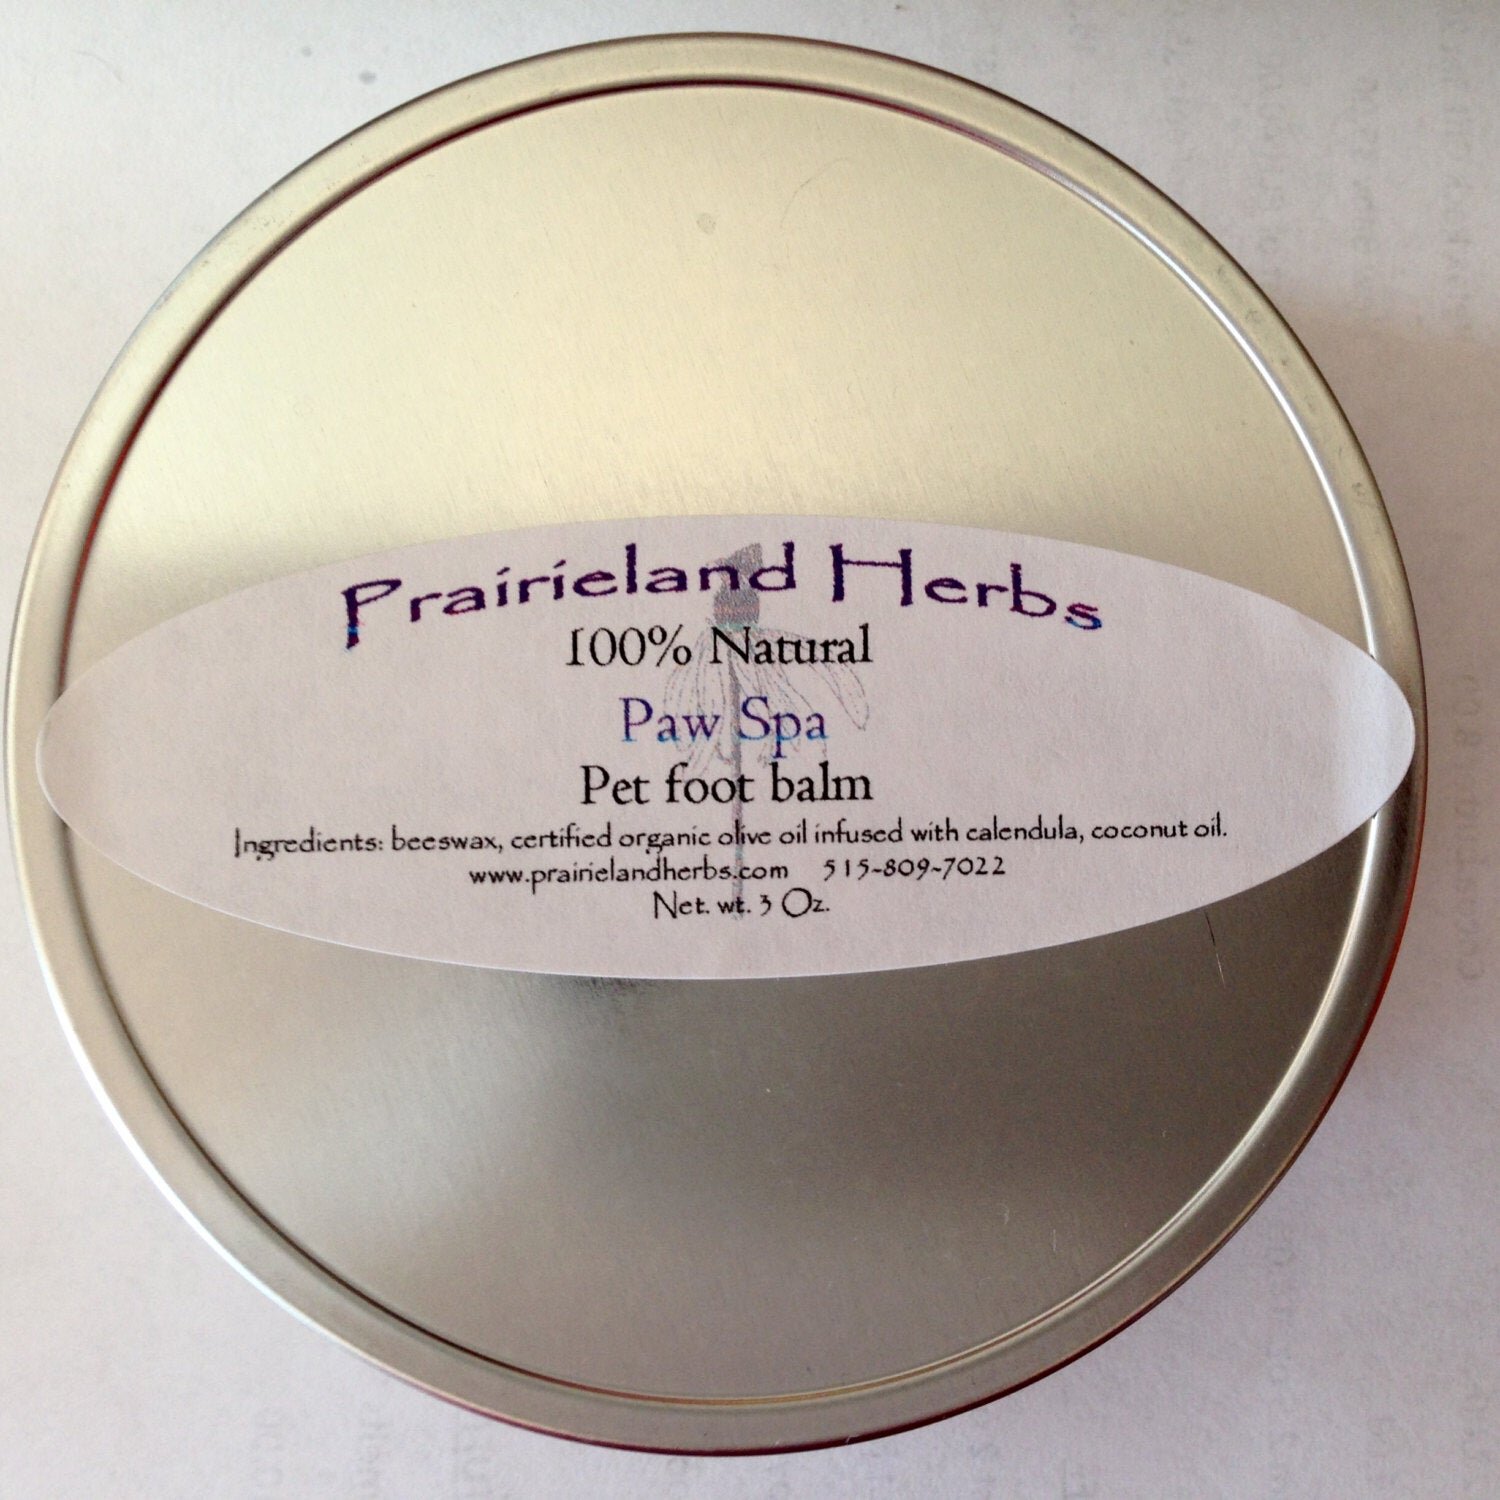 Prairieland Herbs
100% Natural
Paw Spa
Pet foot balm
Ingredients: beeswax, certified organic olive oil infused with calendula, coconut oil.
www.prairielandherbs.com 515-809-7022
Net. wt. 3 Oz.